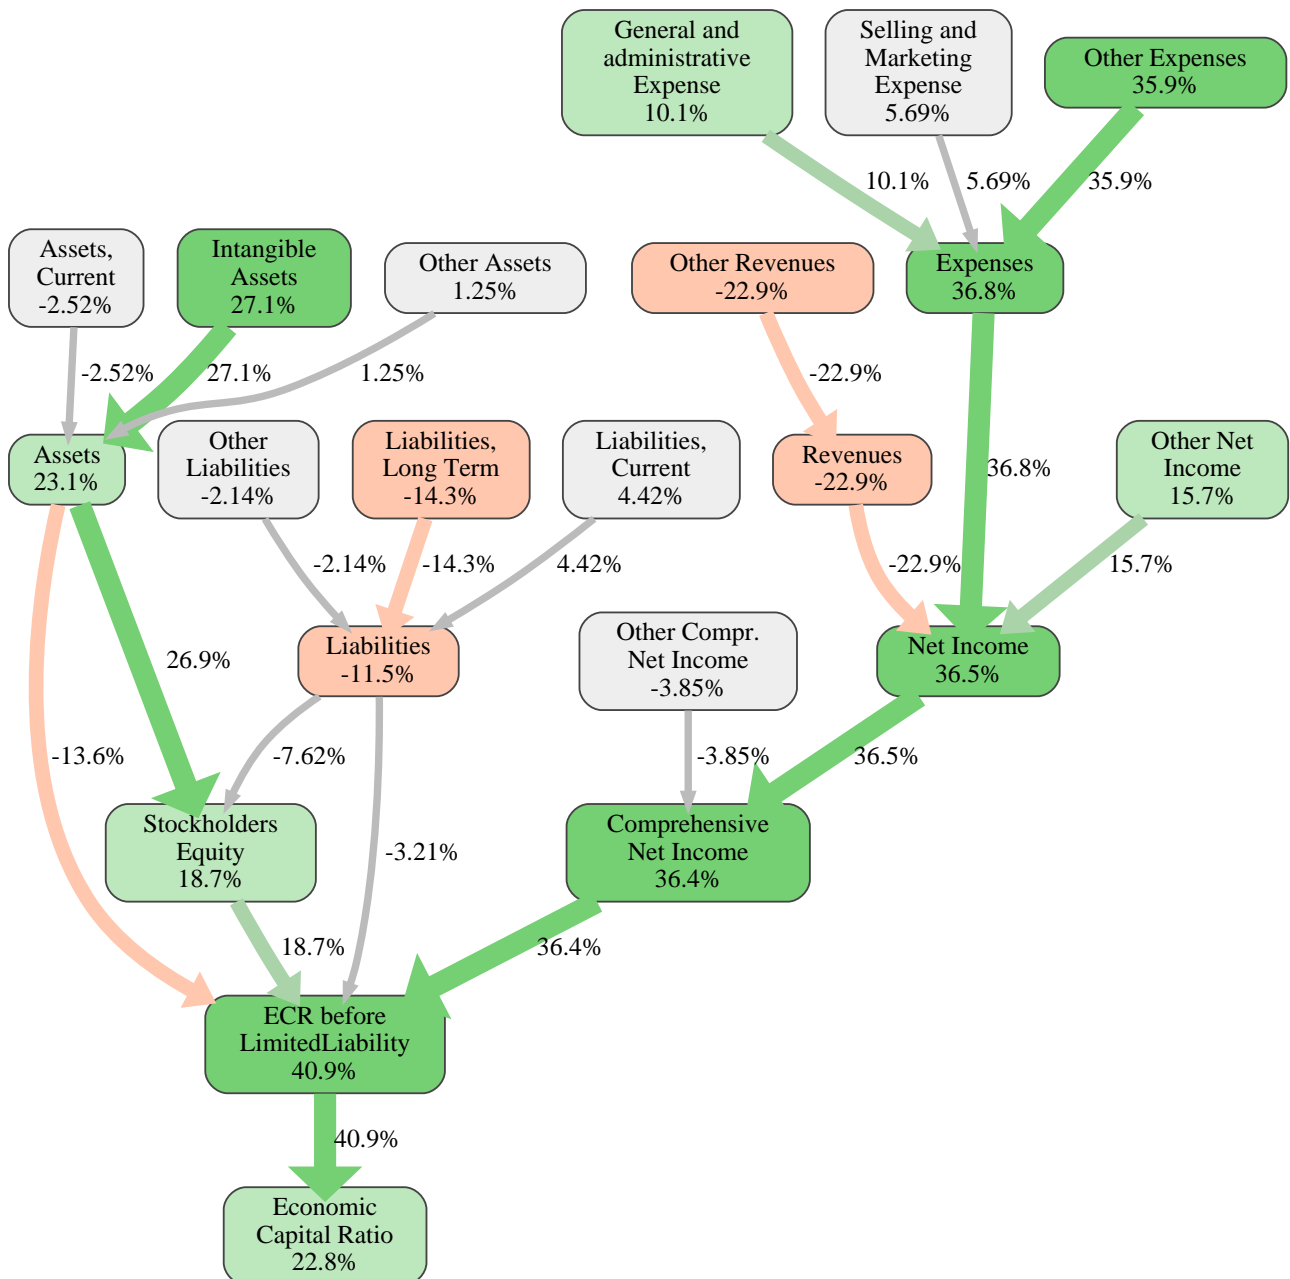 General and
administrative
Expense
10.1%
Selling and
Marketing
Expense
5.69%
Other Expenses
35.9%
10.1%
5.69%
35.9%
Assets,
Current
-2.52%
Intangible
Assets
27.1%
Other Assets
1.25%
Other Revenues
-22.9%
Expenses
36.8%
-2.52%
27.1%
1.25%
-22.9%
Assets
23.1%
Other
Liabilities
-2.14%
Liabilities,
Long Term
-14.3%
Liabilities,
Current
4.42%
Revenues
-22.9%
36.8%
Other Net
Income
15.7%
-2.14%
-14.3%
4.42%
-22.9%
15.7%
26.9%
Liabilities
-11.5%
Other Compr.
Net Income
-3.85%
Net Income
36.5%
-13.6%
-7.62%
-3.85%
36.5%
Stockholders
Equity
18.7%
-3.21%
Comprehensive
Net Income
36.4%
18.7%
36.4%
ECR before
LimitedLiability
40.9%
40.9%
Economic
Capital Ratio
22.8%